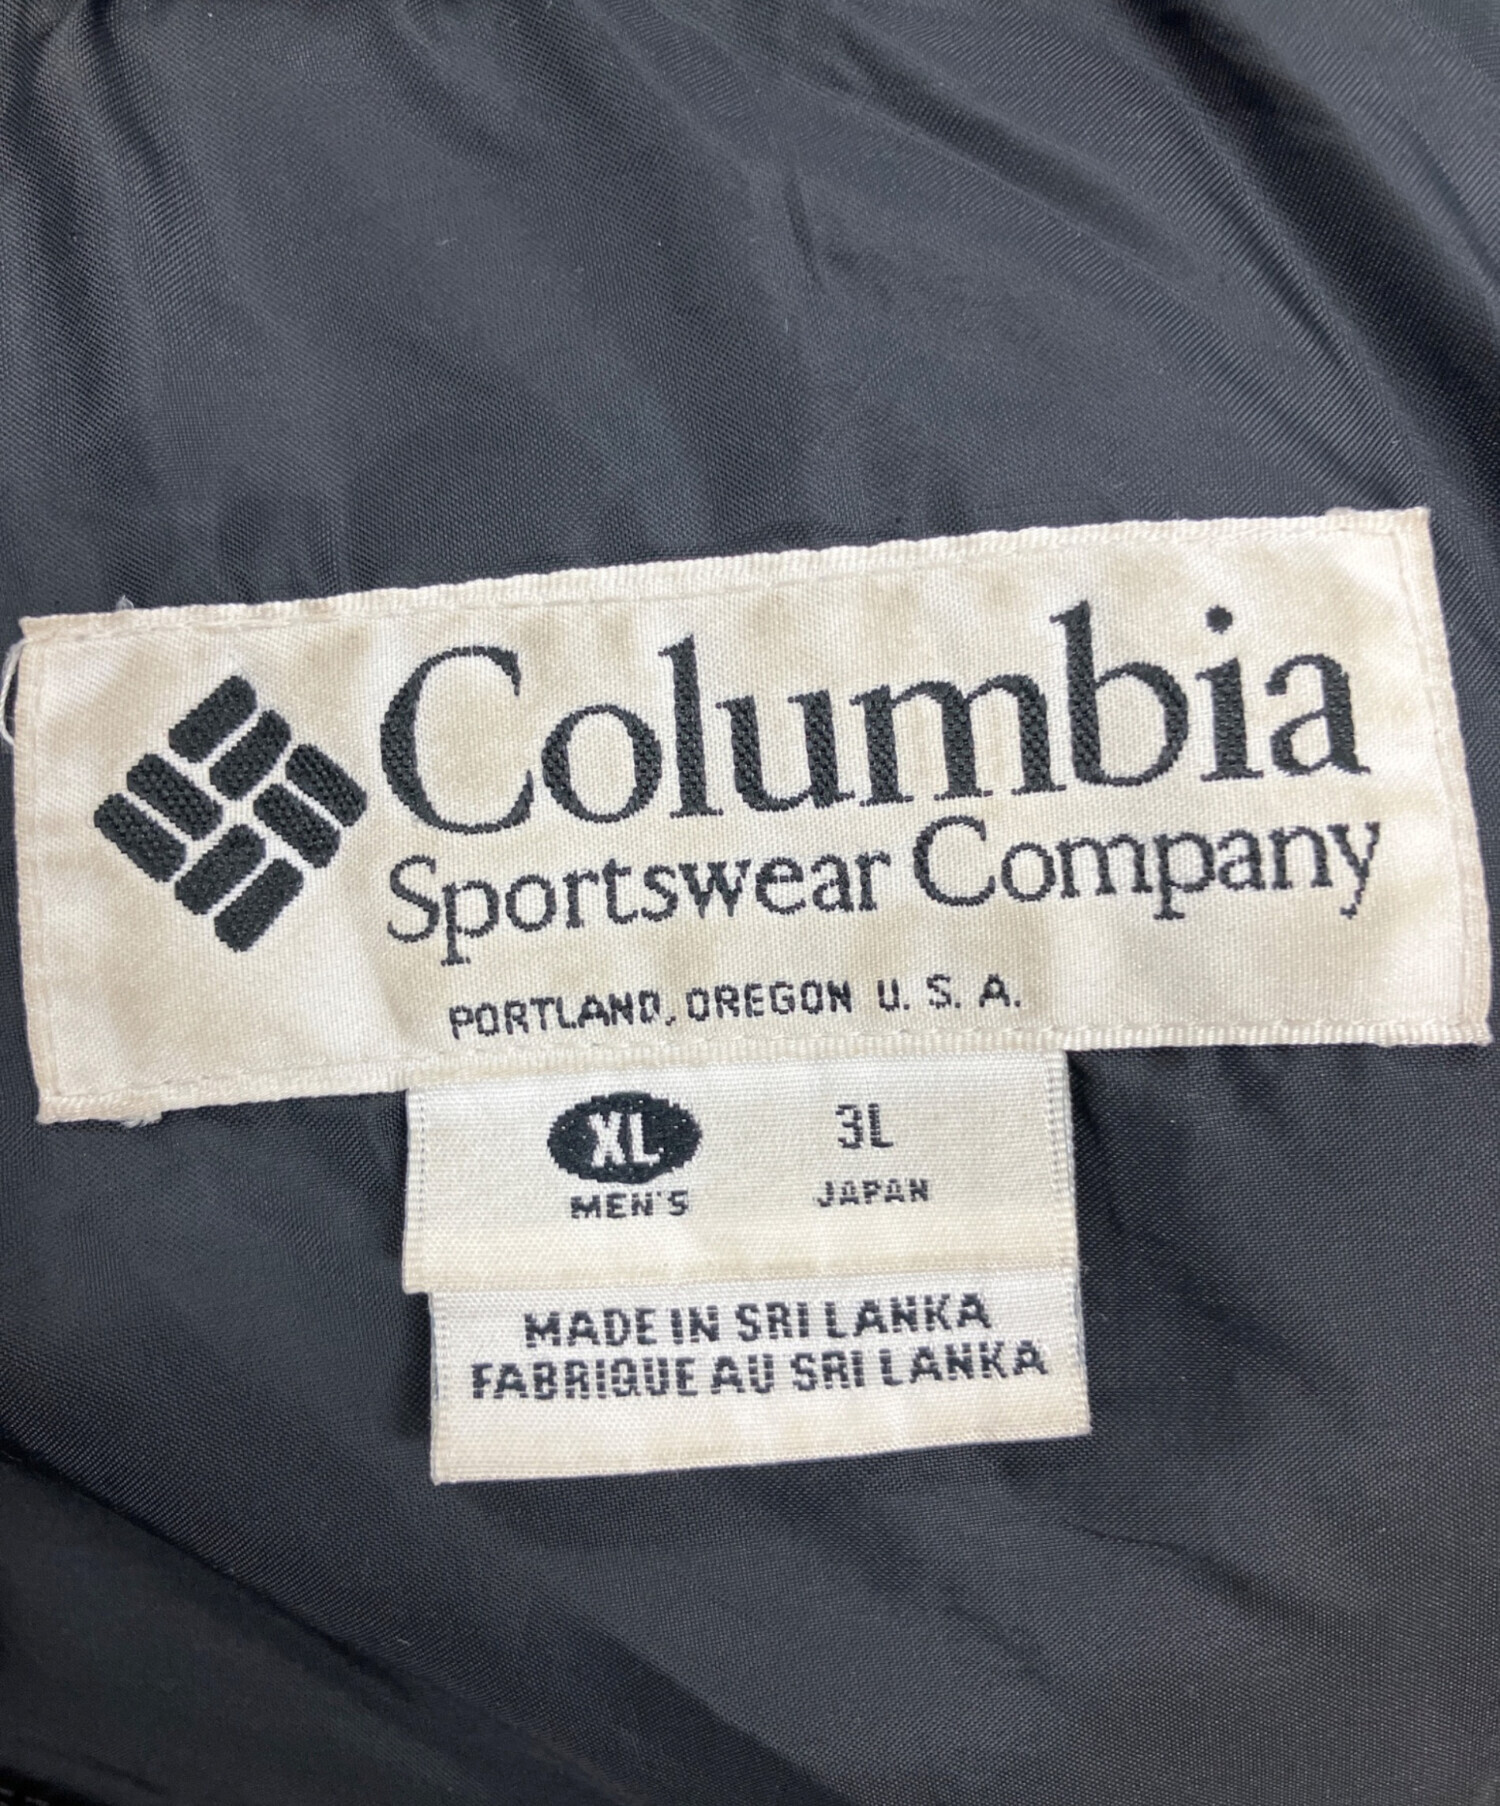 Columbia
Sportswear Company
PORTLAND, OREGON U. S. A.
XL 3L
MEN'S JAPAN
MADE IN SRI LANKA
FABRIQUE AU SRI LANKA